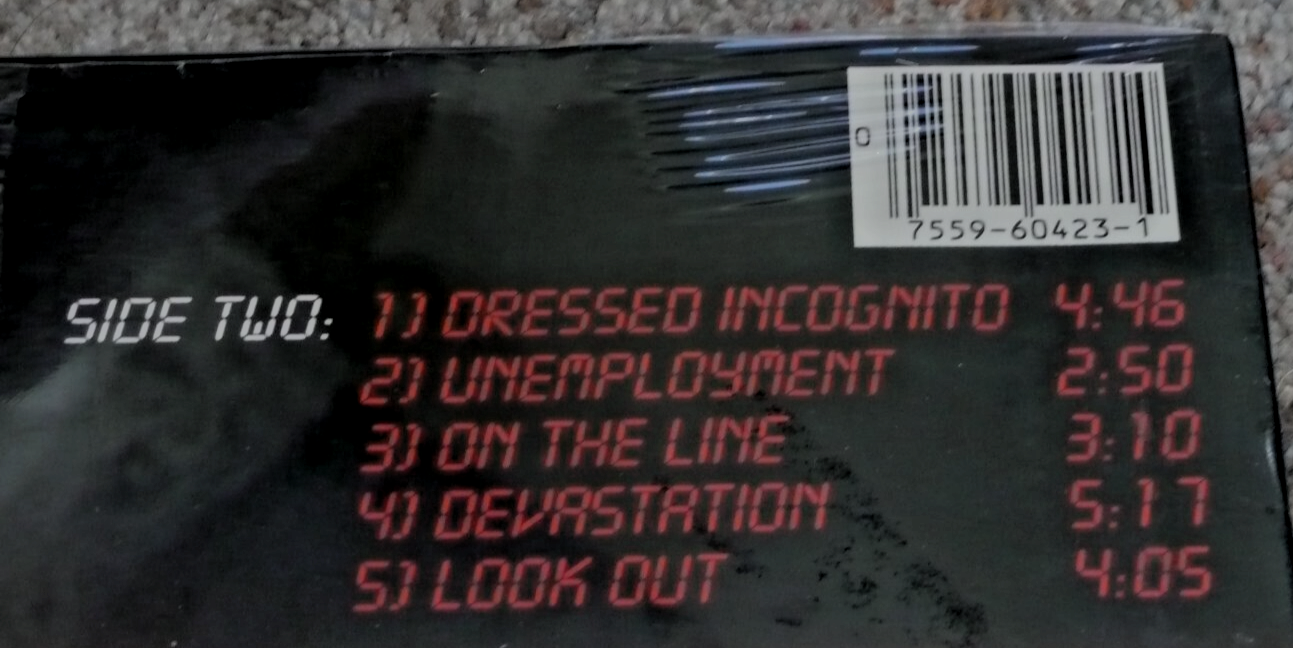 0
7559-60423-1
SIDE TWO: 1) DRESSED INCOGNITO 4:46
2) UNEMPLOYMENT 2:50
3) ON THE LINE 3:10
4) DEVASTATION 5:17
5) LOOK OUT 4:05